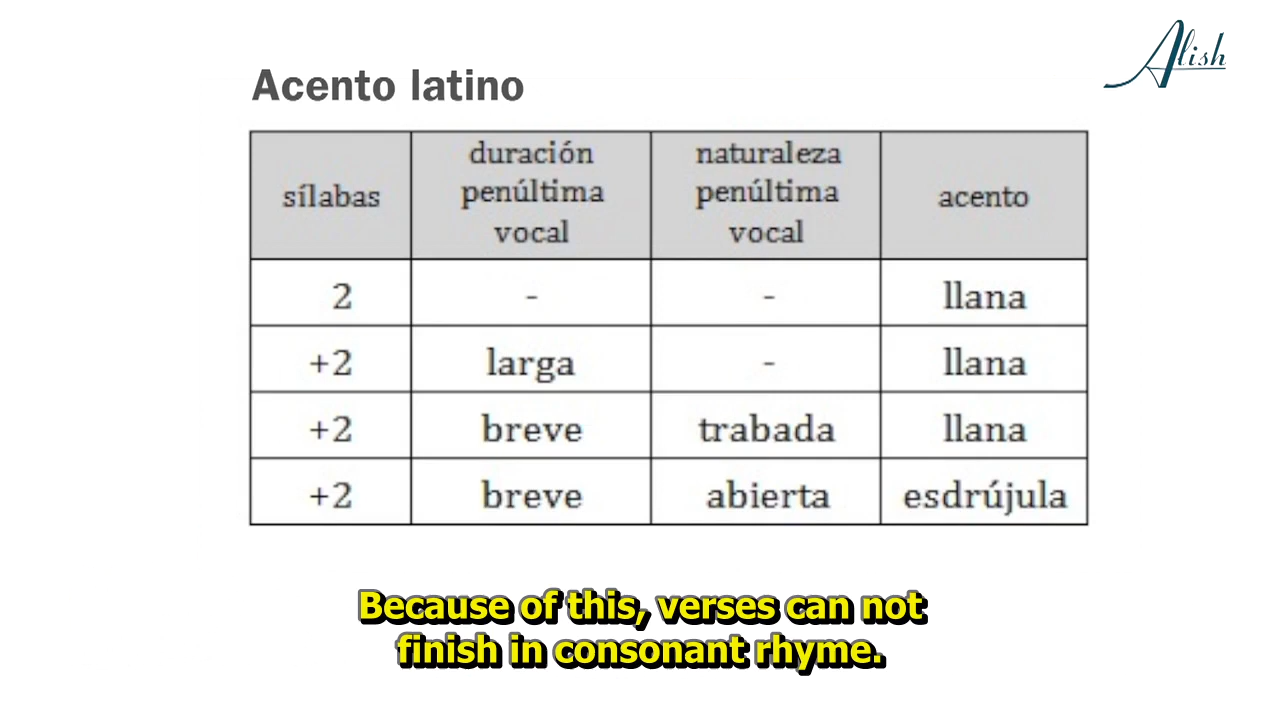 Alish
Acento latino
sílabas
duración
penúltima
vocal
naturaleza
penúltima
vocal
acento
2 - - llana
+2 larga - llana
+2 breve trabada llana
+2 breve abierta esdrújula
Because of this, verses can not
finish in consonant rhyme.